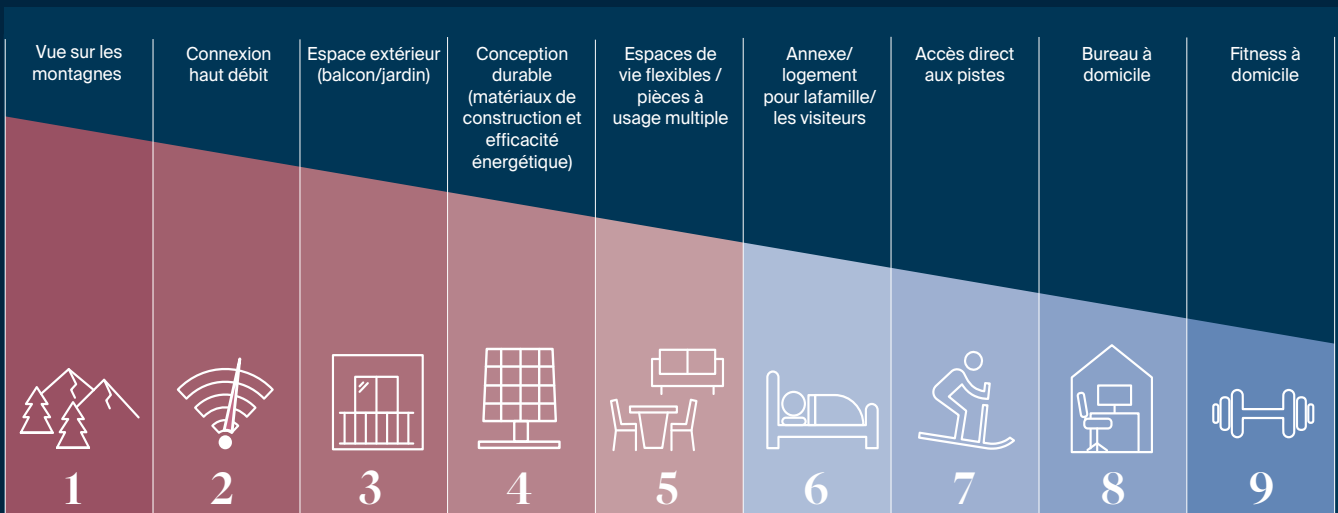 Vue sur les
montagnes
Connexion
haut débit
Espace extérieur
(balcon/jardin)
Conception
durable
(matériaux de
construction et
efficacité
énergétique)
Espaces de
vie flexibles /
pièces à
usage multiple
Annexe/
logement
pour lafamille/
les visiteurs
Accès direct
aux pistes
Bureau à
domicile
Fitness à
domicile
1
2
3
4
5
6
7
8
9